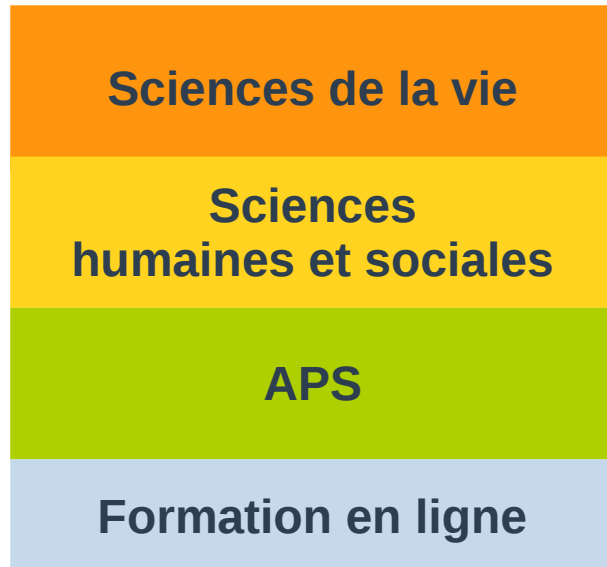 Sciences de la vie
Sciences
humaines et sociales
APS
Formation en ligne